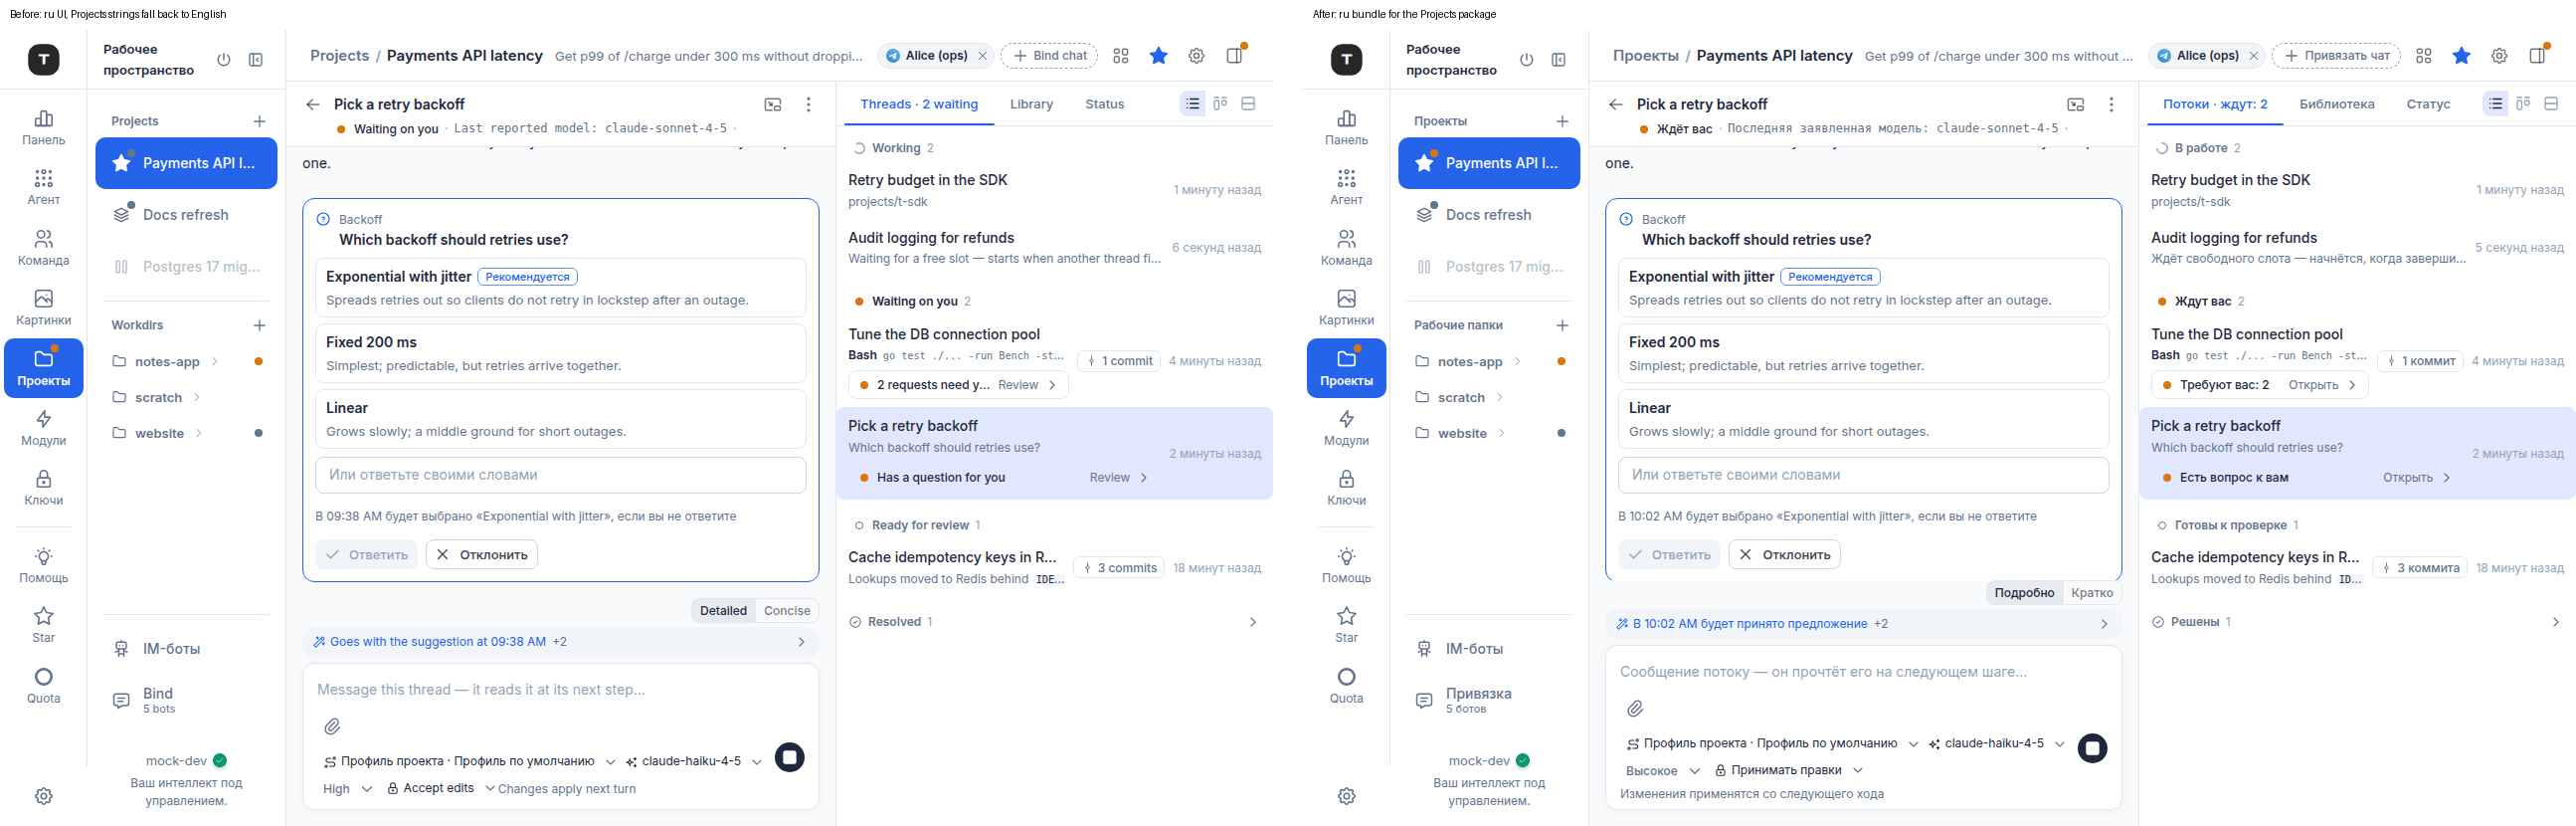 Before: ru UI, Projects strings fall back to English
T
Рабочее
пространство
Панель
Агент
Команда
Картинки
Проекты
Модули
Ключи
Помощь
Star
Quota
Projects
Payments API l...
Docs refresh
Postgres 17 mig...
Workdirs
notes-app
scratch
website
IM-боты
Bind
5 bots
mock-dev
Ваш интеллект под
управлением.
Projects / Payments API latency Get p99 of /charge under 300 ms without droppi...
Alice (ops)
Bind chat
Pick a retry backoff
Waiting on you · Last reported model: claude-sonnet-4-5 ·
one.
Backoff
Which backoff should retries use?
Exponential with jitter Рекомендуется
Spreads retries out so clients do not retry in lockstep after an outage.
Fixed 200 ms
Simplest; predictable, but retries arrive together.
Linear
Grows slowly; a middle ground for short outages.
Или ответьте своими словами
В 09:38 AM будет выбрано «Exponential with jitter», если вы не ответите
Ответить
Отклонить
Detailed Concise
Goes with the suggestion at 09:38 AM +2
Message this thread — it reads it at its next step...
Профиль проекта · Профиль по умолчанию
claude-haiku-4-5
High
Accept edits
Changes apply next turn
Threads · 2 waiting
Library
Status
Working 2
Retry budget in the SDK
projects/t-sdk
1 минуту назад
Audit logging for refunds
Waiting for a free slot — starts when another thread fi...
6 секунд назад
Waiting on you 2
Tune the DB connection pool
Bash go test ./... -run Bench -st...
1 commit
4 минуты назад
2 requests need y... Review
Pick a retry backoff
Which backoff should retries use?
2 минуты назад
Has a question for you Review
Ready for review 1
Cache idempotency keys in R...
Lookups moved to Redis behind IDE...
3 commits
18 минут назад
Resolved 1
After: ru bundle for the Projects package
T
Рабочее
пространство
Панель
Агент
Команда
Картинки
Проекты
Модули
Ключи
Помощь
Star
Quota
Проекты
Payments API l...
Docs refresh
Postgres 17 mig...
Рабочие папки
notes-app
scratch
website
IM-боты
Привязка
5 ботов
mock-dev
Ваш интеллект под
управлением.
Проекты / Payments API latency Get p99 of /charge under 300 ms without ...
Alice (ops)
Привязать чат
Pick a retry backoff
Ждёт вас · Последняя заявленная модель: claude-sonnet-4-5 ·
one.
Backoff
Which backoff should retries use?
Exponential with jitter Рекомендуется
Spreads retries out so clients do not retry in lockstep after an outage.
Fixed 200 ms
Simplest; predictable, but retries arrive together.
Linear
Grows slowly; a middle ground for short outages.
Или ответьте своими словами
В 10:02 AM будет выбрано «Exponential with jitter», если вы не ответите
Ответить
Отклонить
Подробно Кратко
В 10:02 AM будет принято предложение +2
Сообщение потоку — он прочтёт его на следующем шаге...
Профиль проекта · Профиль по умолчанию
claude-haiku-4-5
Высокое
Принимать правки
Изменения применятся со следующего хода
Потоки · ждут: 2
Библиотека
Статус
В работе 2
Retry budget in the SDK
projects/t-sdk
1 минуту назад
Audit logging for refunds
Ждёт свободного слота — начнётся, когда заверши...
5 секунд назад
Ждут вас 2
Tune the DB connection pool
Bash go test ./... -run Bench -st...
1 коммит
4 минуты назад
Требуют вас: 2 Открыть
Pick a retry backoff
Which backoff should retries use?
2 минуты назад
Есть вопрос к вам Открыть
Готовы к проверке 1
Cache idempotency keys in R...
Lookups moved to Redis behind ID...
3 коммита
18 минут назад
Решены 1